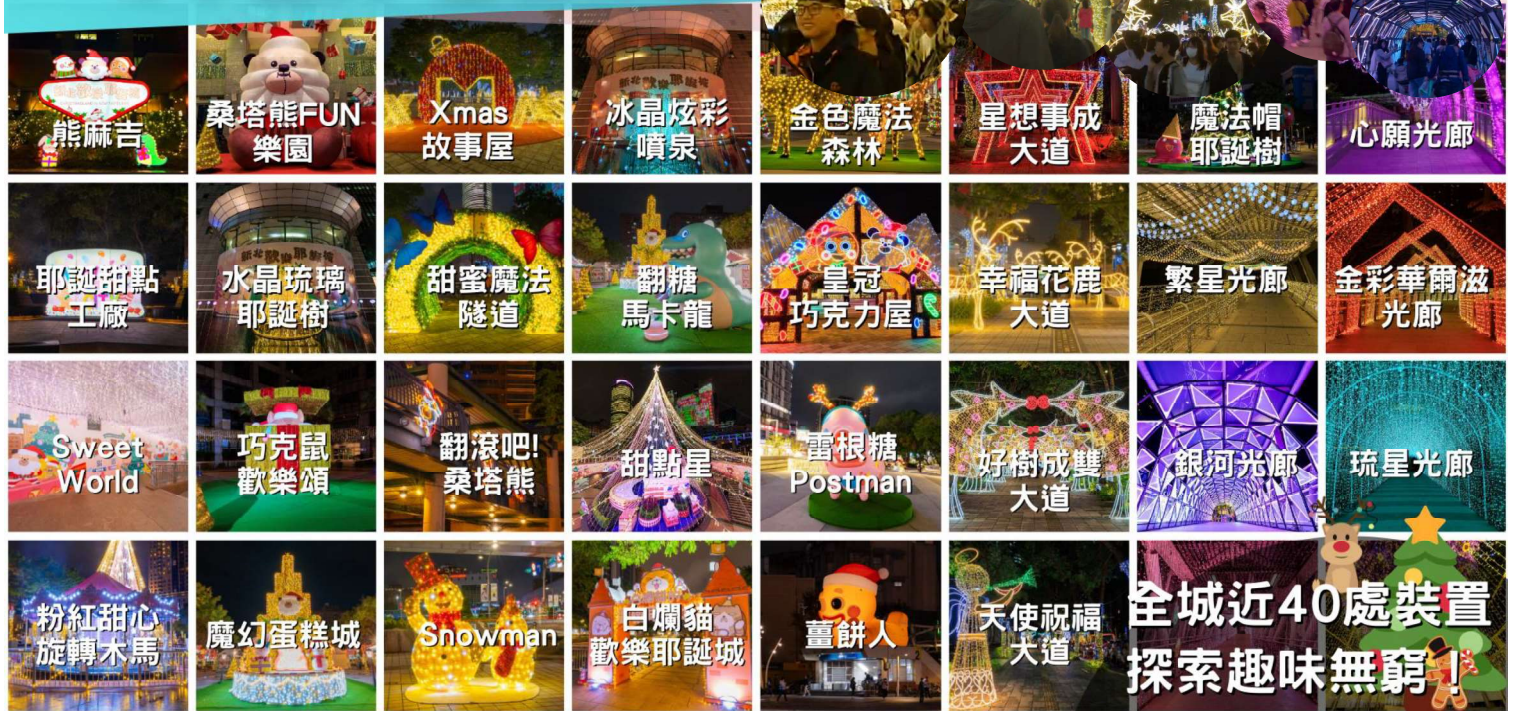 熊麻吉
桑塔熊FUN
樂園
Xmas
故事屋
冰晶炫彩
噴泉
金色魔法
森林
星想事成
大道
魔法帽
耶誕樹
心願光廊
耶誕甜點
工廠
水晶琉璃
耶誕樹
甜蜜魔法
隧道
翻糖
馬卡龍
皇冠
巧克力屋
幸福花鹿
大道
繁星光廊
金彩華爾滋
光廊
Sweet
World
巧克鼠
歡樂頌
翻滾吧!
桑塔熊
甜點星
雷根糖
Postman
好樹成雙
大道
銀河光廊
琉星光廊
粉紅甜心
旋轉木馬
魔幻蛋糕城
Snowman
白爛貓
歡樂耶誕城
薑餅人
天使祝福
大道
全城近40處裝置
探索趣味無窮！